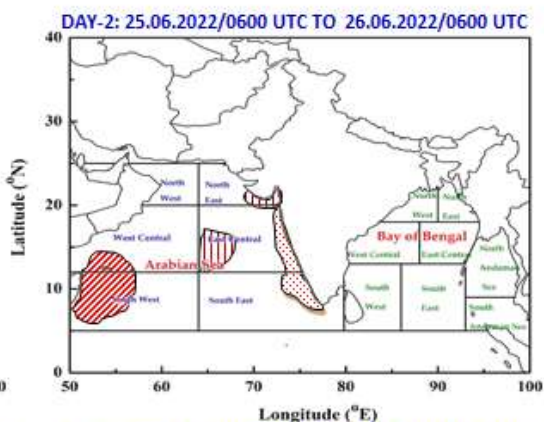 DAY-2: 25.06.2022/0600 UTC TO 26.06.2022/0600 UTC
40
30
20
10
0
Latitude (°N)
North West
North East
West Central
East Central
Arabian Sea
South West
South East
North West
North East
Bay of Bengal
West Central
East Central
North Andaman Sea
South West
South East
South Andaman Sea
50
60
70
80
90
100
Longitude (°E)